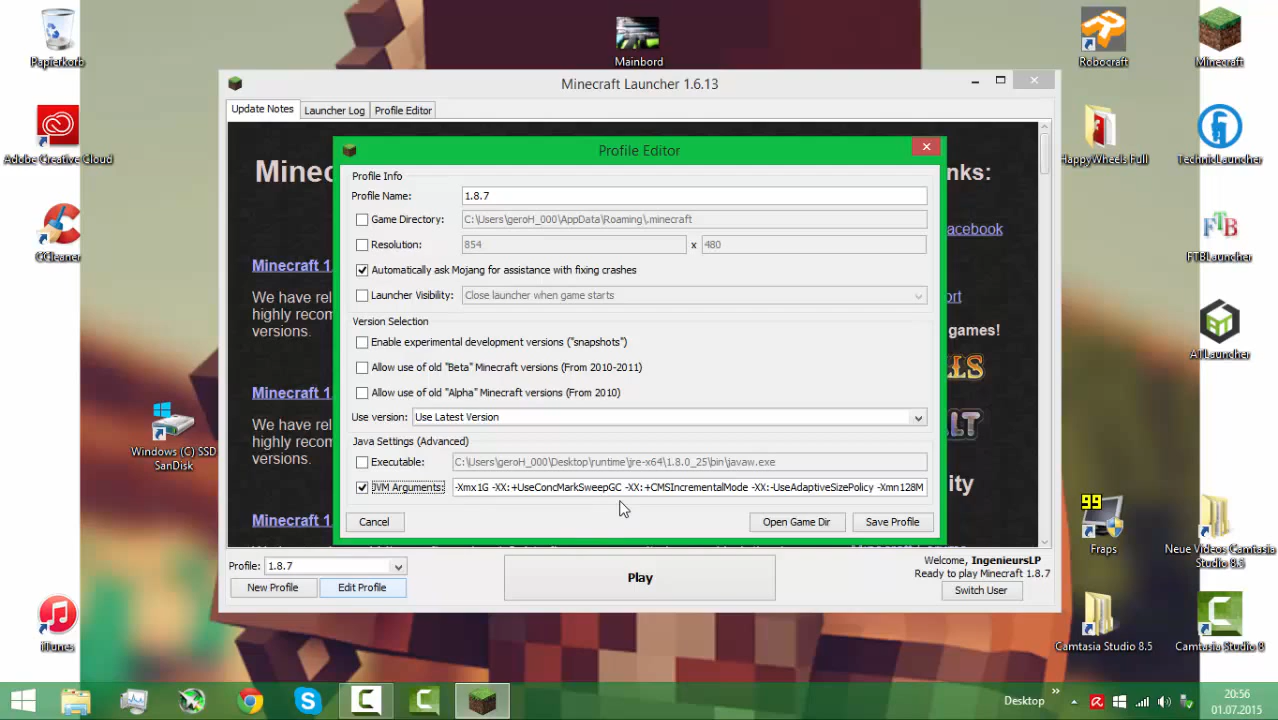 Papierkorb
Adobe Creative Cloud
CCleaner
Windows (C) SSD
SanDisk
iTunes
Mainbord
Robocraft
Minecraft
HappyWheels Full
TechnicLauncher
FTB
FTBLauncher
ATLauncher
99
Fraps
Neue Videos Camtasia
Studio 8.5
Camtasia Studio 8.5
Camtasia Studio 8
Minecraft Launcher 1.6.13
Update Notes
Launcher Log
Profile Editor
Minec
nks:
acebook
Minecraft 1.
We have rel
highly recom
versions.
ort
games!
Minecraft 1.
We have rel
highly recom
versions.
ity
Minecraft 1.
Profile Editor
Profile Info
Profile Name:
1.8.7
Game Directory:
C:\Users\geroH_000\AppData\Roaming\.minecraft
Resolution:
854
x
480
Automatically ask Mojang for assistance with fixing crashes
Launcher Visibility:
Close launcher when game starts
Version Selection
Enable experimental development versions ("snapshots")
Allow use of old "Beta" Minecraft versions (From 2010-2011)
Allow use of old "Alpha" Minecraft versions (From 2010)
Use version:
Use Latest Version
Java Settings (Advanced)
Executable:
C:\Users\geroH_000\Desktop\runtime\jre-x64\1.8.0_25\bin\javaw.exe
JVM Arguments:
-Xmx1G -XX:+UseConcMarkSweepGC -XX:+CMSIncrementalMode -XX:-UseAdaptiveSizePolicy -Xmn128M
Cancel
Open Game Dir
Save Profile
Profile:
1.8.7
New Profile
Edit Profile
Play
Welcome, IngenieursLP
Ready to play Minecraft 1.8.7
Switch User
Desktop
20:56
01.07.2015